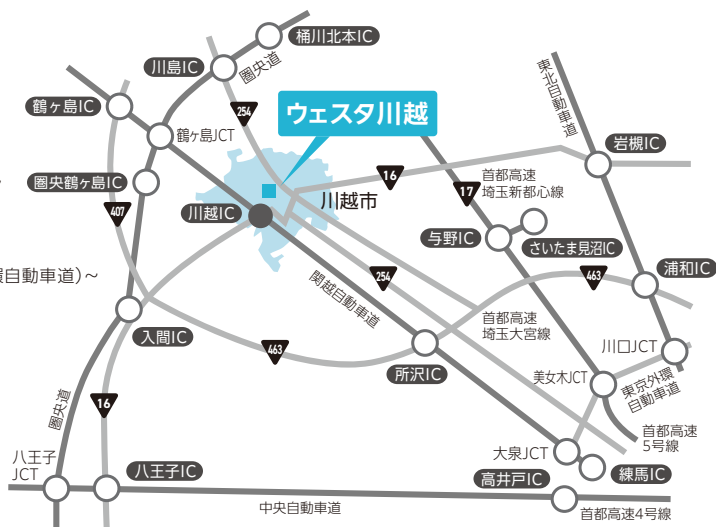 桶川北本IC
川島IC
圏央道
東北自動車道
鶴ヶ島IC
254
ウェスタ川越
鶴ヶ島JCT
岩槻IC
16
首都高速
埼玉新都心線
圏央鶴ヶ島IC
17
川越市
407
川越IC
与野IC
さいたま見沼IC
環自動車道)～
254
463
浦和IC
関越自動車道
入間IC
首都高速
埼玉大宮線
463
川口JCT
所沢IC
美女木JCT
東京外環
自動車道
圏央道
16
首都高速
5号線
八王子
JCT
八王子IC
大泉JCT
高井戸IC
練馬IC
中央自動車道
首都高速4号線